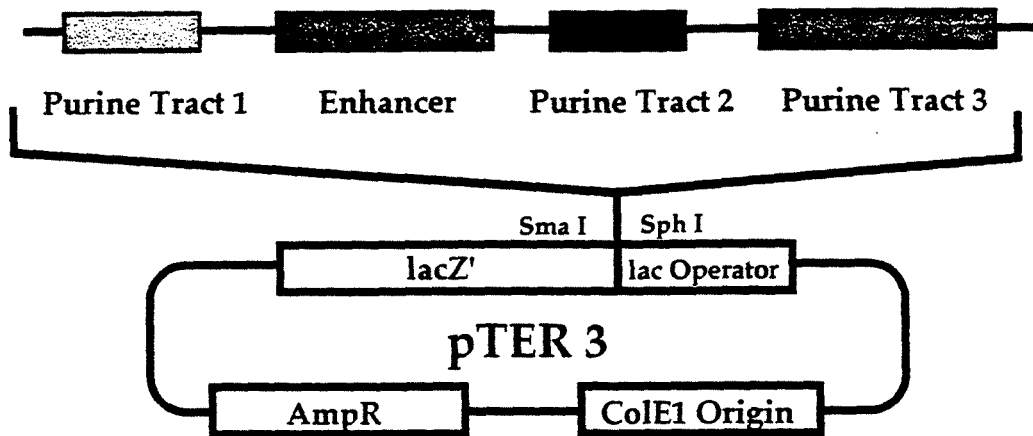 Purine Tract 1 Enhancer Purine Tract 2 Purine Tract 3
Sma I Sph I
lacZ' lac Operator
pTER 3
AmpR ColE1 Origin